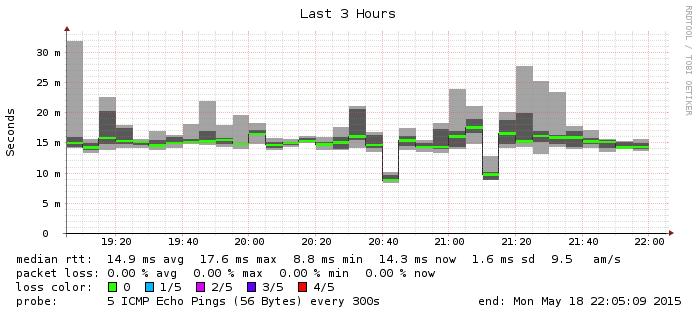 Last 3 Hours
RRDTOOL / TOBI OETIKER
Seconds
30 m
25 m
20 m
15 m
10 m
5 m
0
19:20 19:40 20:00 20:20 20:40 21:00 21:20 21:40 22:00
median rtt: 14.9 ms avg 17.6 ms max 8.8 ms min 14.3 ms now 1.6 ms sd 9.5 am/s
packet loss: 0.00 % avg 0.00 % max 0.00 % min 0.00 % now
loss color: 0 1/5 2/5 3/5 4/5
probe: 5 ICMP Echo Pings (56 Bytes) every 300s end: Mon May 18 22:05:09 2015